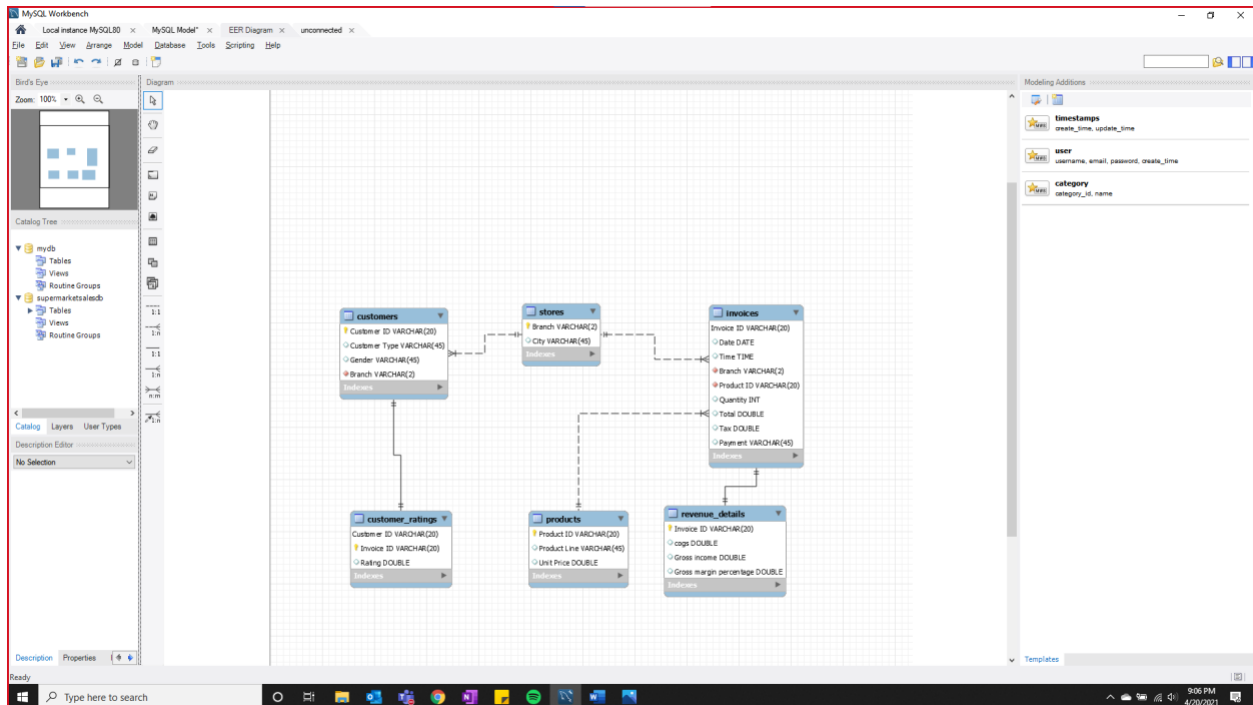 MySQL Workbench
Local instance MySQL80 × MySQL Model* × EER Diagram × unconnected ×
File Edit View Arrange Model Database Tools Scripting Help
Bird's Eye
Zoom: 100%
Catalog Tree
mydb
Tables
Views
Routine Groups
supermarketsalesdb
Tables
Views
Routine Groups
Catalog Layers User Types
Description Editor
No Selection
Description Properties
Ready
Diagram
1:1
1:n
1:1
1:n
n:m
1:n
customers
Customer ID VARCHAR(20)
Customer Type VARCHAR(45)
Gender VARCHAR(45)
Branch VARCHAR(2)
Indexes
stores
Branch VARCHAR(2)
City VARCHAR(45)
Indexes
invoices
Invoice ID VARCHAR(20)
Date DATE
Time TIME
Branch VARCHAR(2)
Product ID VARCHAR(20)
Quantity INT
Total DOUBLE
Tax DOUBLE
Payment VARCHAR(45)
Indexes
customer_ratings
Customer ID VARCHAR(20)
Invoice ID VARCHAR(20)
Rating DOUBLE
Indexes
products
Product ID VARCHAR(20)
Product Line VARCHAR(45)
Unit Price DOUBLE
Indexes
revenue_details
Invoice ID VARCHAR(20)
cogs DOUBLE
Gross income DOUBLE
Gross margin percentage DOUBLE
Indexes
Modeling Additions
timestamps
create_time, update_time
user
username, email, password, create_time
category
category_id, name
Templates
Type here to search
9:06 PM
4/20/2021